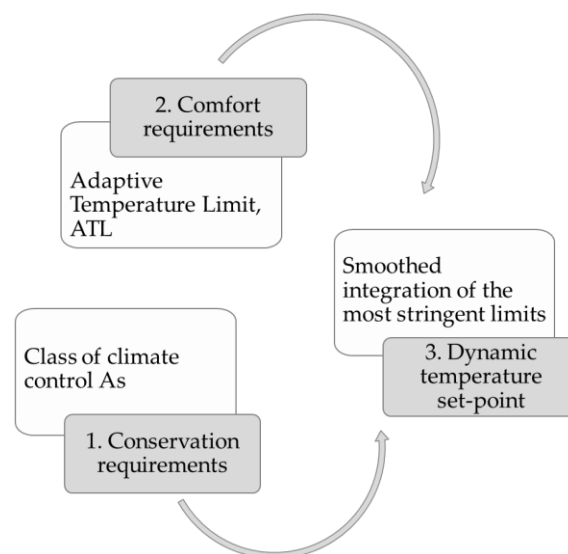 2. Comfort
requirements
Adaptive
Temperature Limit,
ATL
Smoothed
integration of the
most stringent limits
3. Dynamic
temperature
set-point
Class of climate
control As
1. Conservation
requirements